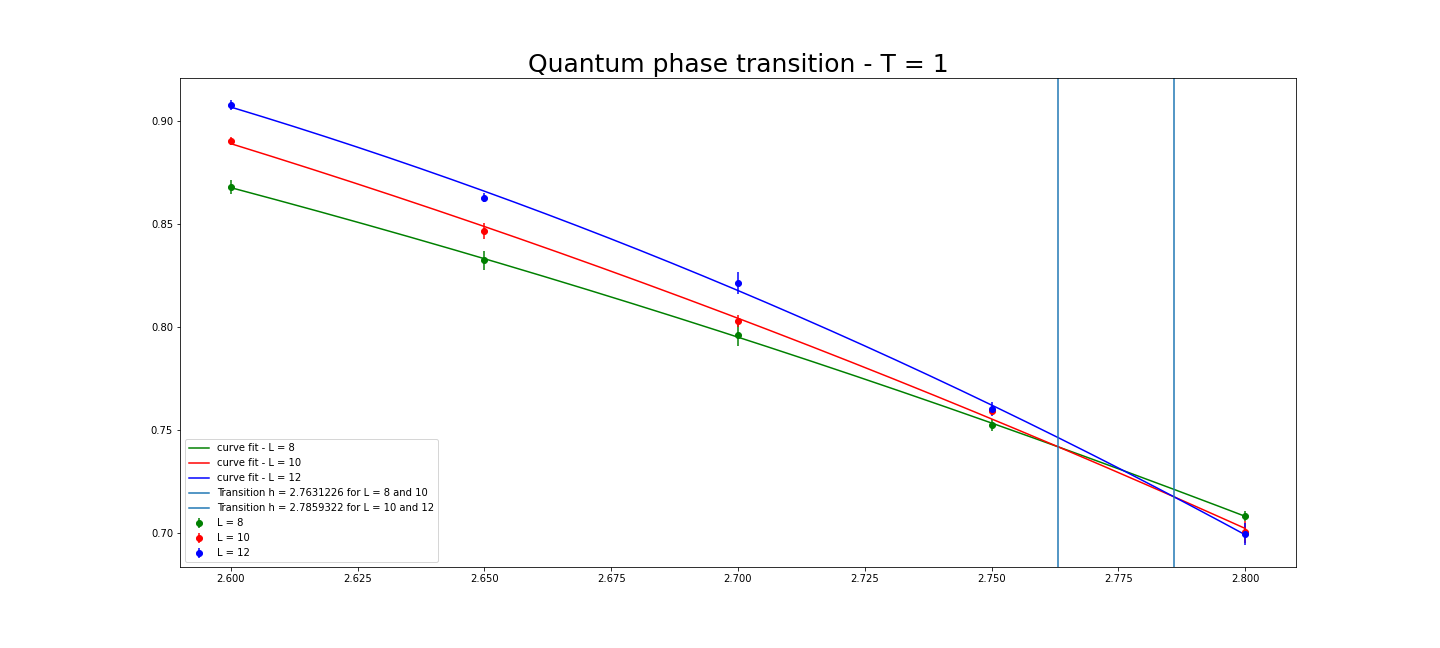 Quantum phase transition - T = 1
0.90
0.85
0.80
0.75
0.70
curve fit - L = 8
curve fit - L = 10
curve fit - L = 12
Transition h = 2.7631226 for L = 8 and 10
Transition h = 2.7859322 for L = 10 and 12
L = 8
L = 10
L = 12
2.600 2.625 2.650 2.675 2.700 2.725 2.750 2.775 2.800